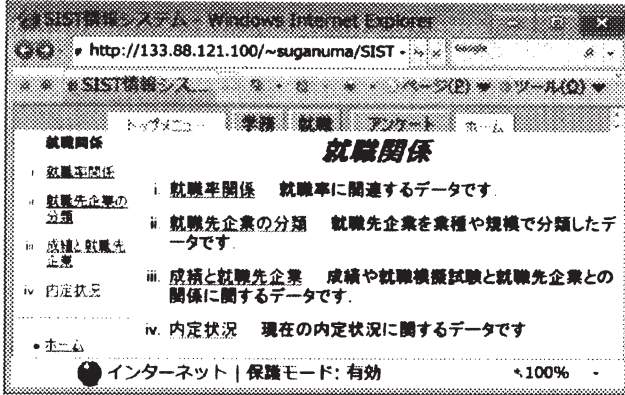 SIST情報システム - Windows Internet Explorer
http://133.88.121.100/~suganuma/SIST
Google
SIST情報シス...
ページ(P) ツール(O)
トップメニュー 学務 就職 アンケート ホーム
就職関係
i 就職率関係
ii 就職先企業の
分類
iii 成績と就職先
企業
iv 内定状況
• ホーム
就職関係
i. 就職率関係 就職率に関連するデータです.
ii. 就職先企業の分類 就職先企業を業種や規模で分類したデ
ータです.
iii. 成績と就職先企業 成績や就職模擬試験と就職先企業との
関係に関するデータです.
iv. 内定状況 現在の内定状況に関するデータです
インターネット | 保護モード: 有効
100%